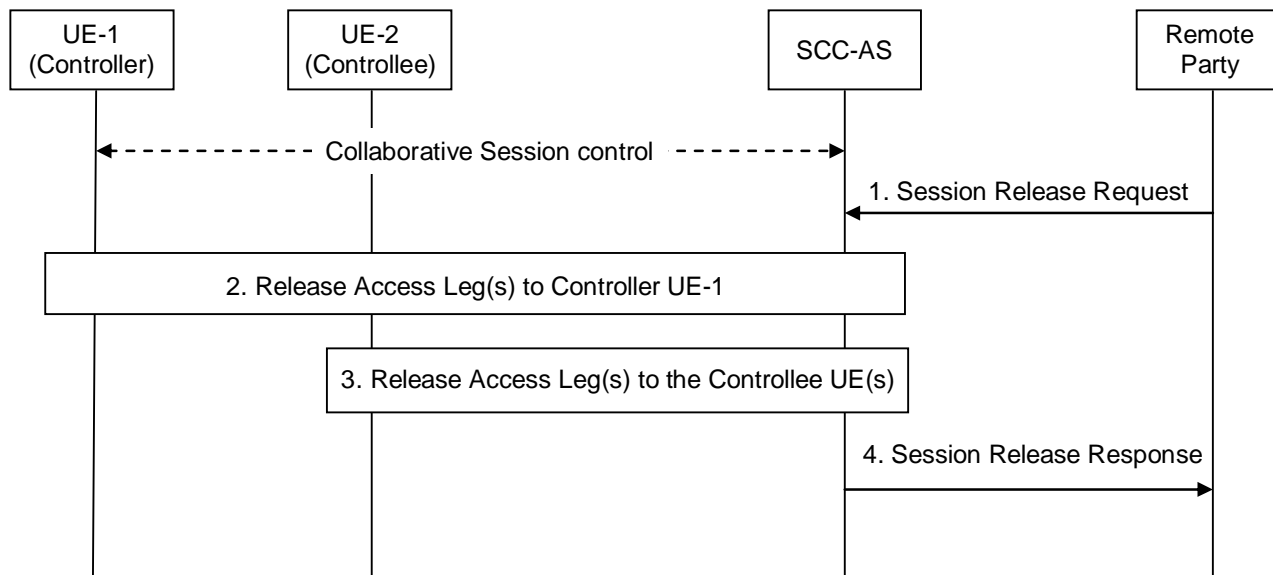 UE-1
(Controller)
UE-2
(Controllee)
SCC-AS
Remote
Party
Collaborative Session control
1. Session Release Request
2. Release Access Leg(s) to Controller UE-1
3. Release Access Leg(s) to the Controllee UE(s)
4. Session Release Response